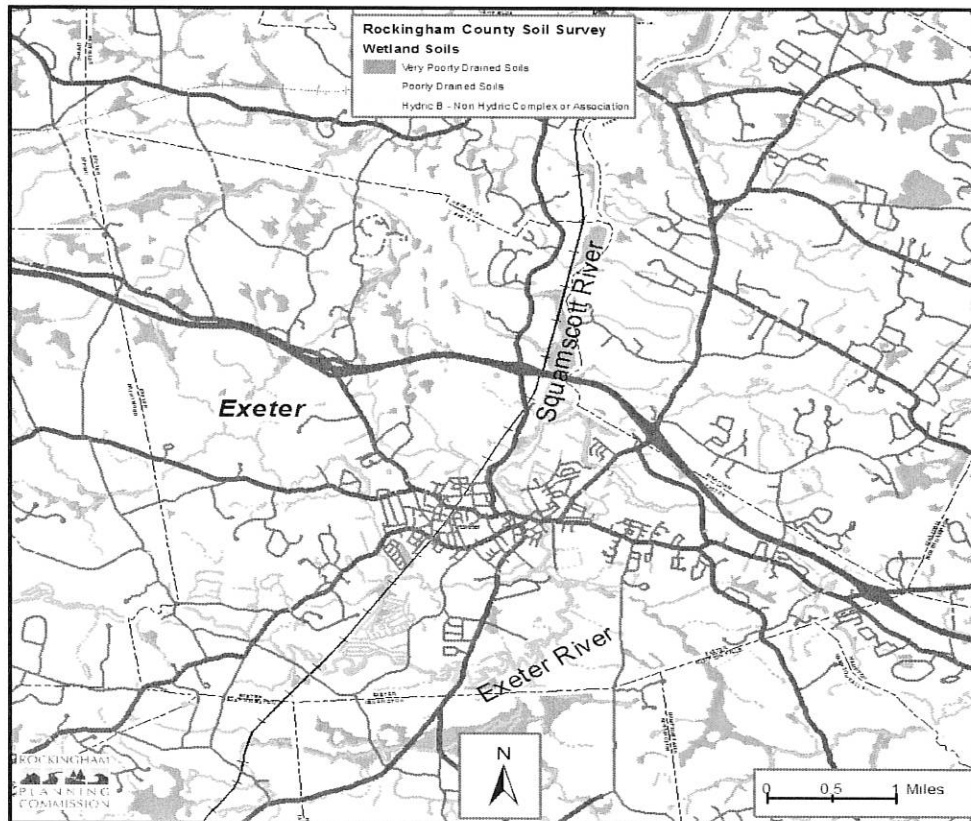 Rockingham County Soil Survey
Wetland Soils
Very Poorly Drained Soils
Poorly Drained Soils
Hydric B - Non Hydric Complex or Association
Squamscott River
Exeter
Exeter River
N
ROCKINGHAM
PLANNING
COMMISSION
0 0.5 1 Miles